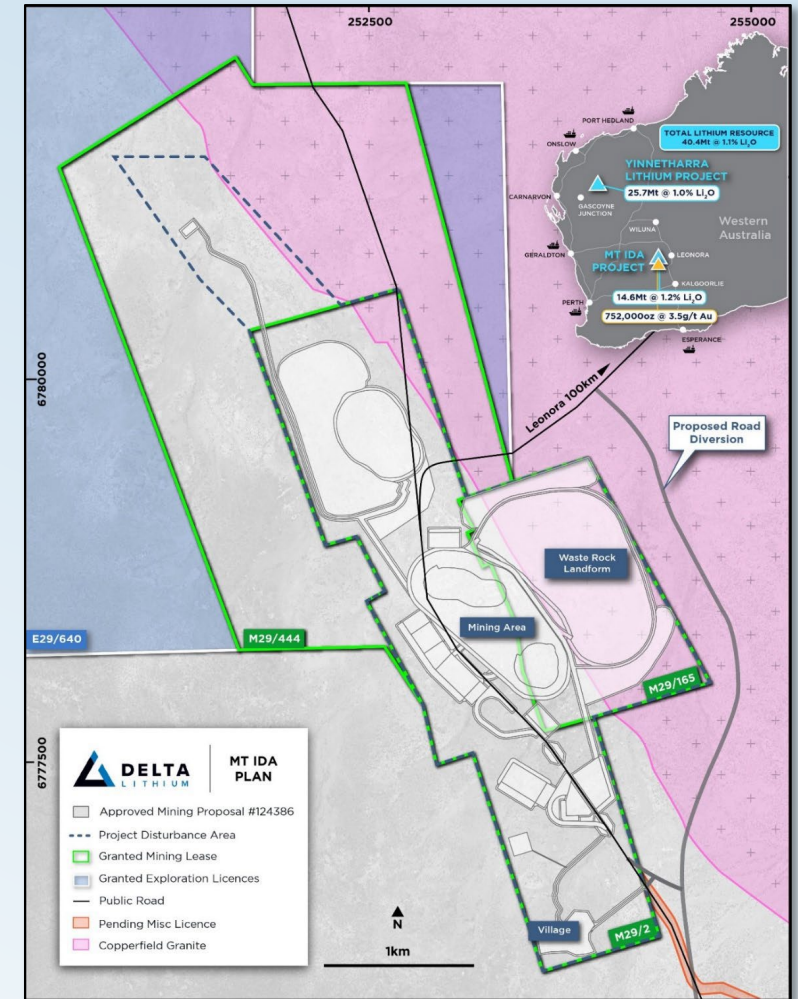 252500
255000
6780000
6777500
PORT HEDLAND
ONSLOW
TOTAL LITHIUM RESOURCE
40.4Mt @ 1.1% Li₂O
YINNETHARRA
LITHIUM PROJECT
25.7Mt @ 1.0% Li₂O
CARNARVON
GASCOYNE
JUNCTION
WILUNA
Western
Australia
GERALDTON
MT IDA
PROJECT
LEONORA
KALGOORLIE
14.6Mt @ 1.2% Li₂O
PERTH
752,000oz @ 3.5g/t Au
ESPERANCE
Leonora 100km
Proposed Road
Diversion
Waste Rock
Landform
Mining Area
E29/640
M29/444
M29/165
Village
M29/2
DELTA
LITHIUM
MT IDA
PLAN
Approved Mining Proposal #124386
Project Disturbance Area
Granted Mining Lease
Granted Exploration Licences
Public Road
Pending Misc Licence
Copperfield Granite
N
1km